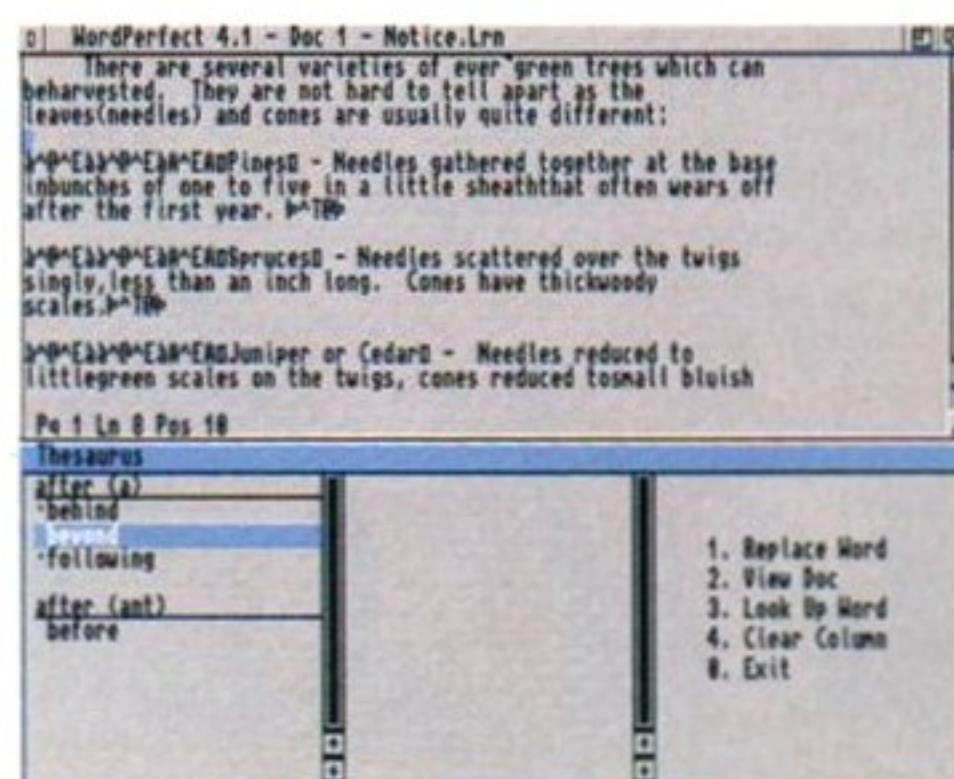 WordPerfect 4.1 - Doc 1 - Notice.Lrn
There are several varieties of ever green trees which can
beharvested. They are not hard to tell apart as the
leaves(needles) and cones are usually quite different:
Pines - Needles gathered together at the base
inbunches of one to five in a little sheaththat often wears off
after the first year.
Spruces - Needles scattered over the twigs
singly,less than an inch long. Cones have thickwoody
scales.
Juniper or Cedar - Needles reduced to
littlegreen scales on the twigs, cones reduced tosmall bluish
Pg 1 Ln 8 Pos 18
Thesaurus
after (a)
·behind
beyond
·following
after (ant)
before
1. Replace Word
2. View Doc
3. Look Up Word
4. Clear Column
0. Exit